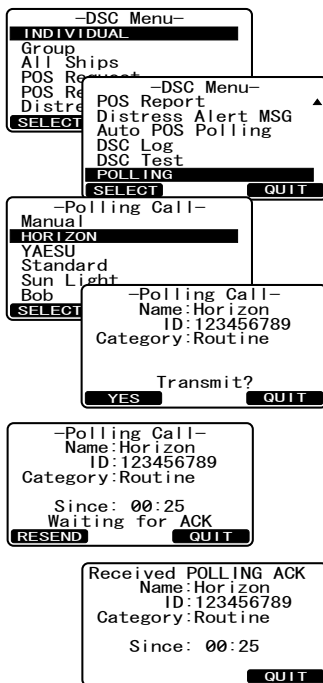 -DSC Menu-
INDIVIDUAL
Group
All Ships
POS
POS Re
Distre
SELECT
-DSC Menu-
POS Report
Distress Alert MSG
Auto POS Polling
DSC Log
DSC Test
POLLING
SELECT QUIT
-Polling Call-
Manual
HORIZON
YAESU
Standard
Sun Light
Bob
SELECT
-Polling Call-
Name:Horizon
ID:123456789
Category:Routine
Transmit?
YES QUIT
-Polling Call-
Name:Horizon
ID:123456789
Category:Routine
Since: 00:25
Waiting for ACK
RESEND QUIT
Received POLLING ACK
Name:Horizon
ID:123456789
Category:Routine
Since: 00:25
QUIT